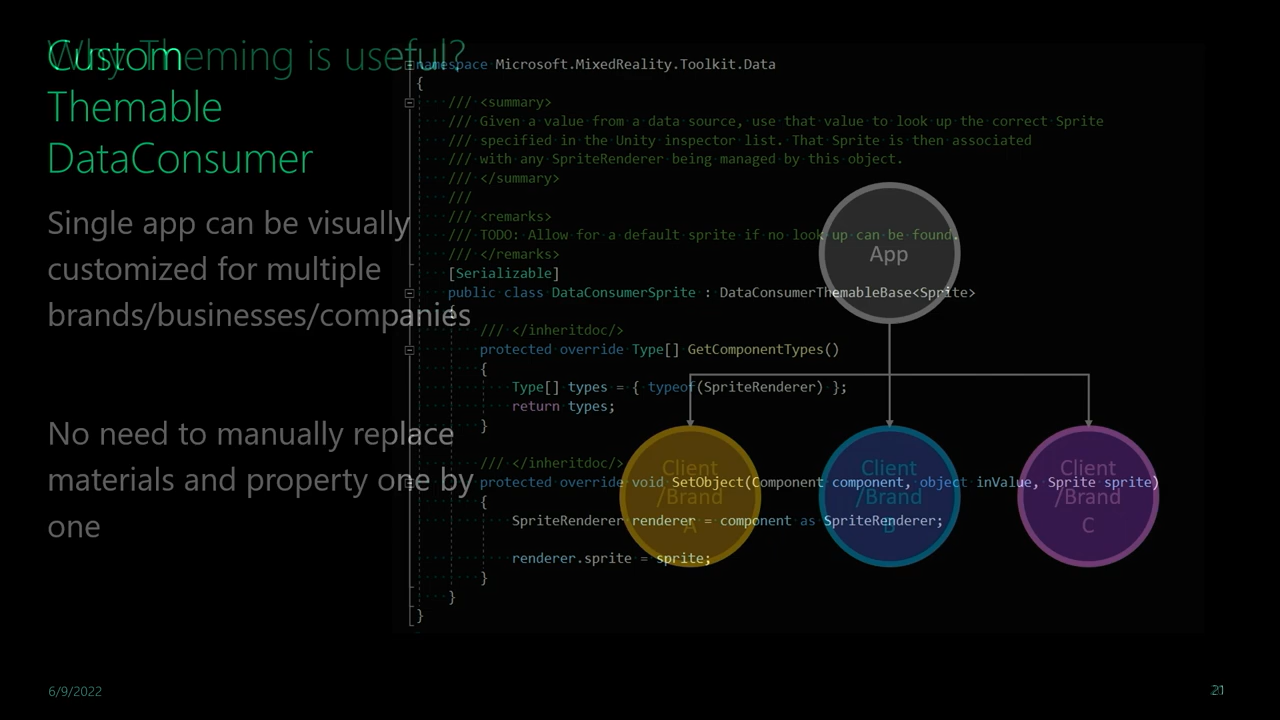 Why Theming is useful?
Custom
Themable
DataConsumer
Single app can be visually
customized for multiple
brands/businesses/companies
No need to manually replace
materials and property one by
one
namespace Microsoft.MixedReality.Toolkit.Data
{
/// <summary>
/// Given a value from a data source, use that value to look up the correct Sprite
/// specified in the Unity inspector list. That Sprite is then associated
/// with any SpriteRenderer being managed by this object.
/// </summary>
///
/// <remarks>
/// TODO: Allow for a default sprite if no look up can be found.
/// </remarks>
[Serializable]
public class DataConsumerSprite : DataConsumerThemableBase<Sprite>
{
/// </inheritdoc/>
protected override Type[] GetComponentTypes()
{
Type[] types = { typeof(SpriteRenderer) };
return types;
}
/// </inheritdoc/>
protected override void SetObject(Component component, object inValue, Sprite sprite)
{
SpriteRenderer renderer = component as SpriteRenderer;
renderer.sprite = sprite;
}
}
}
App
Client
/Brand
A
Client
/Brand
B
Client
/Brand
C
6/9/2022
21